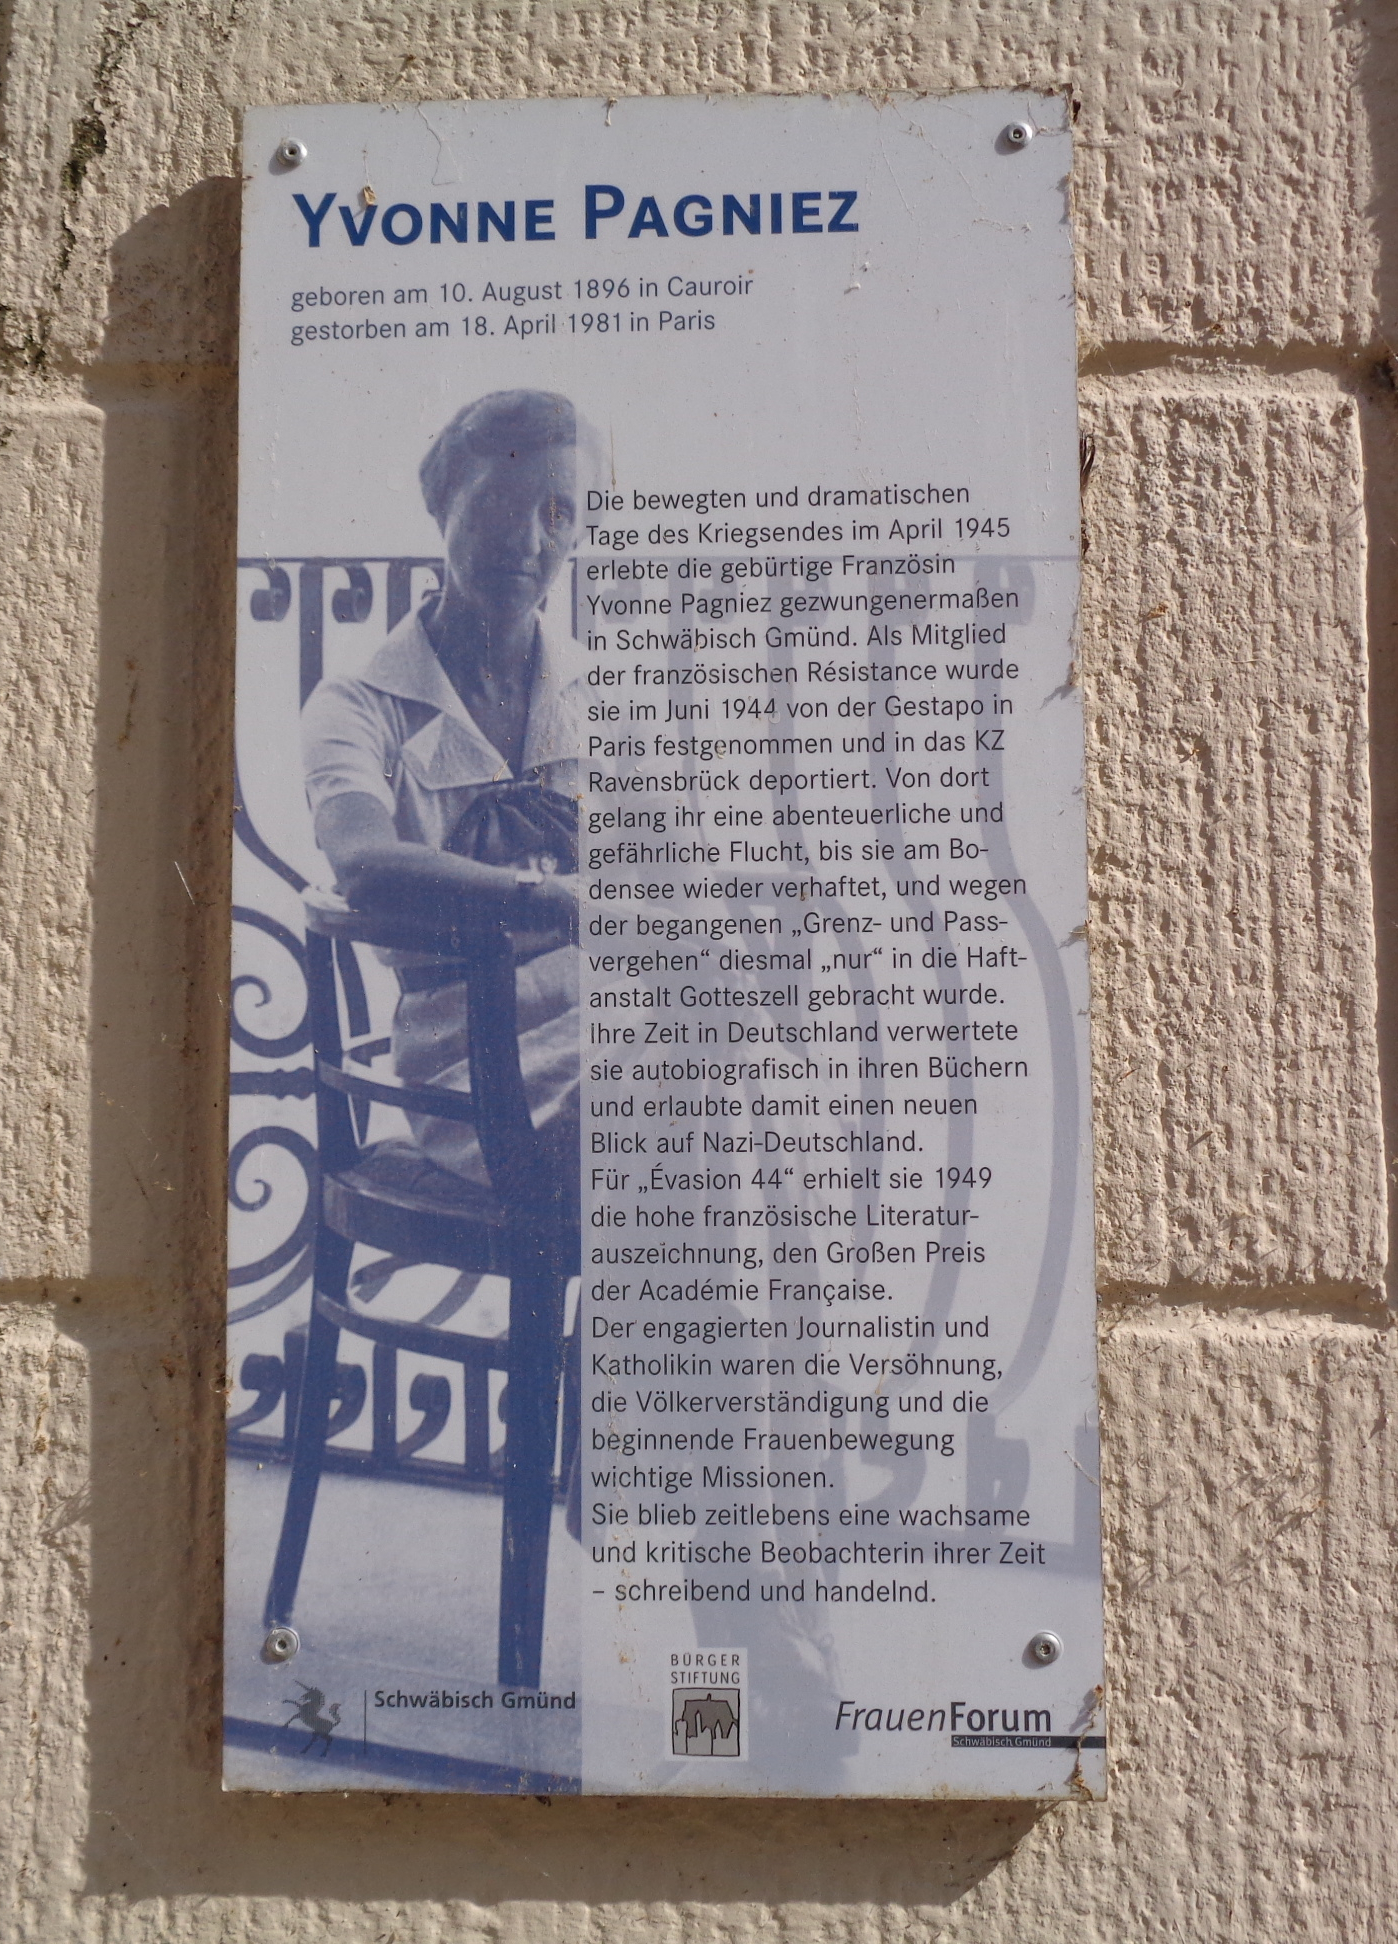 YVONNE PAGNIEZ
geboren am 10. August 1896 in Cauroir
gestorben am 18. April 1981 in Paris
Die bewegten und dramatischen
Tage des Kriegsendes im April 1945
erlebte die gebürtige Französin
Yvonne Pagniez gezwungenermaßen
in Schwäbisch Gmünd. Als Mitglied
der französischen Résistance wurde
sie im Juni 1944 von der Gestapo in
Paris festgenommen und in das KZ
Ravensbrück deportiert. Von dort
gelang ihr eine abenteuerliche und
gefährliche Flucht, bis sie am Bo-
densee wieder verhaftet, und wegen
der begangenen „Grenz- und Pass-
vergehen“ diesmal „nur“ in die Haft-
anstalt Gotteszell gebracht wurde.
Ihre Zeit in Deutschland verwertete
sie autobiografisch in ihren Büchern
und erlaubte damit einen neuen
Blick auf Nazi-Deutschland.
Für „Évasion 44“ erhielt sie 1949
die hohe französische Literatur-
auszeichnung, den Großen Preis
der Académie Française.
Der engagierten Journalistin und
Katholikin waren die Versöhnung,
die Völkerverständigung und die
beginnende Frauenbewegung
wichtige Missionen.
Sie blieb zeitlebens eine wachsame
und kritische Beobachterin ihrer Zeit
– schreibend und handelnd.
Schwäbisch Gmünd
BÜRGER
STIFTUNG
FrauenForum
Schwäbisch Gmünd